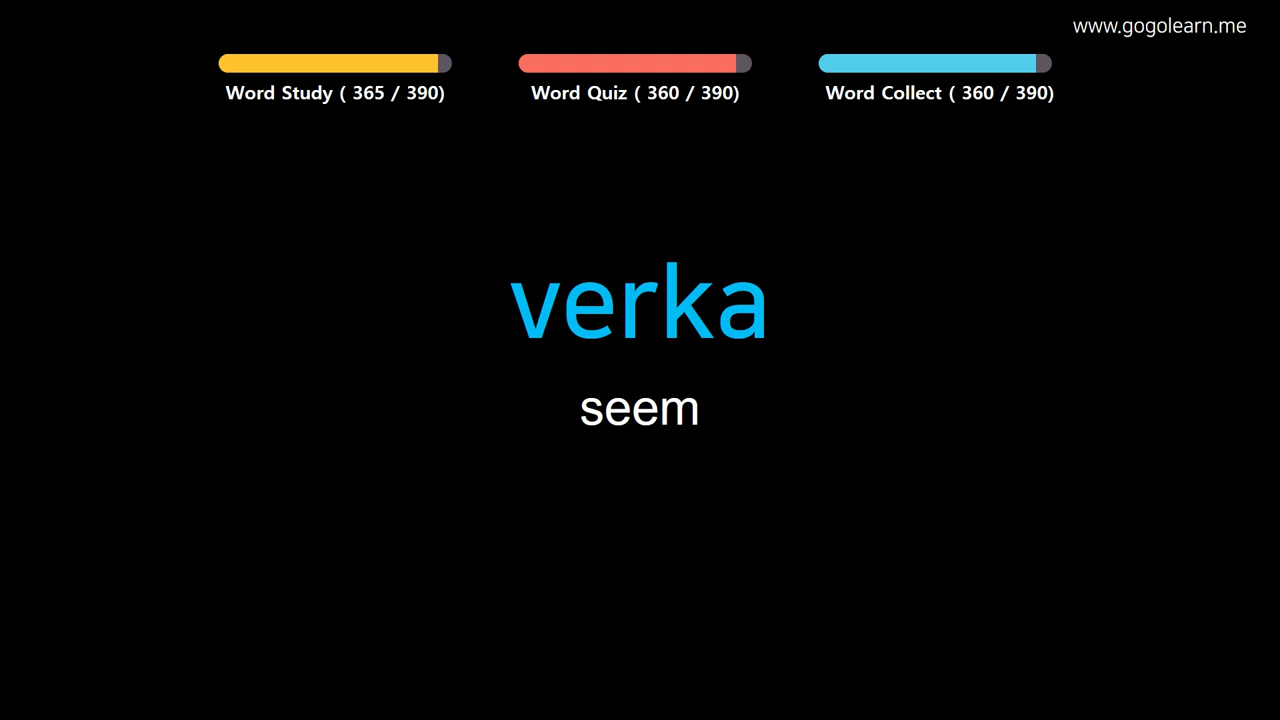 www.gogolearn.me
Word Study ( 365 / 390)
Word Quiz ( 360 / 390)
Word Collect ( 360 / 390)
verka
seem